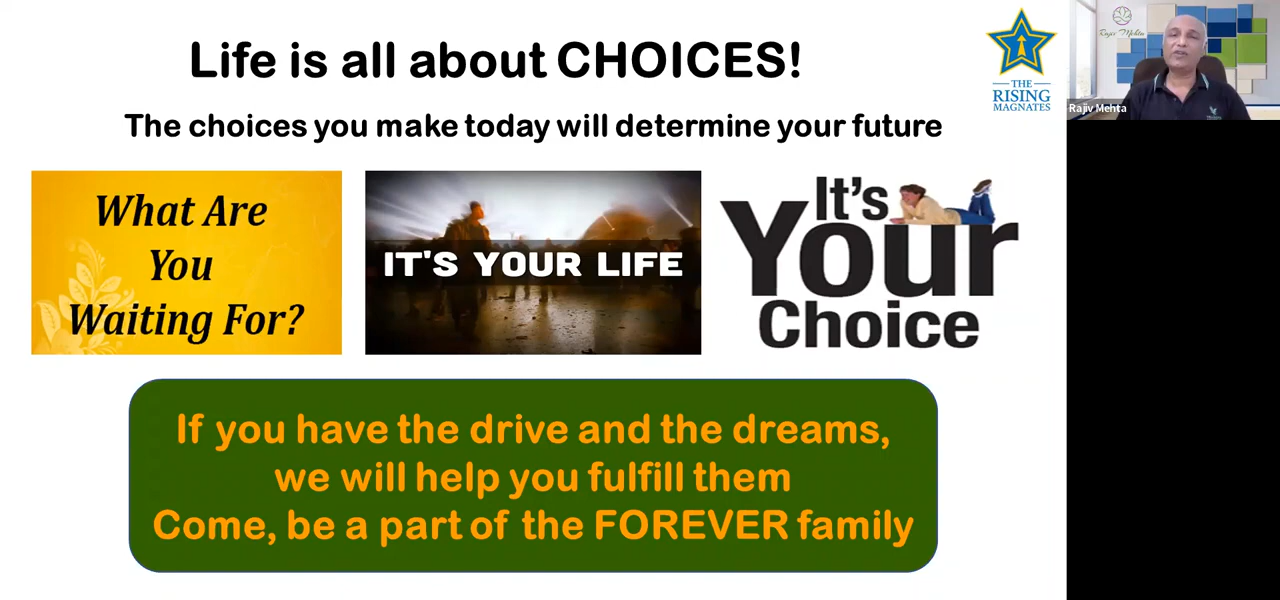 Life is all about CHOICES!
The choices you make today will determine your future
THE
RISING
MAGNATES
Rajiv Mehta
Rajiv Mehta
What Are
You
Waiting For?
IT'S YOUR LIFE
It's
Your
Choice
If you have the drive and the dreams,
we will help you fulfill them
Come, be a part of the FOREVER family